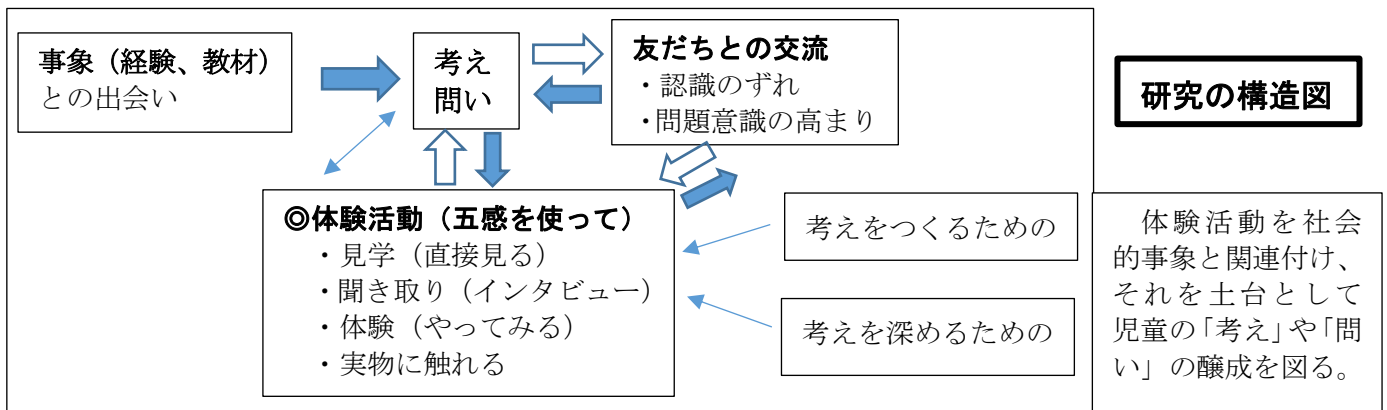 事象（経験、教材）
との出会い
考え
問い
友だちとの交流
・認識のずれ
・問題意識の高まり
研究の構造図
◎体験活動（五感を使って）
・見学（直接見る）
・聞き取り（インタビュー）
・体験（やってみる）
・実物に触れる
考えをつくるための
考えを深めるための
体験活動を社会
的事象と関連付け、
それを土台として
児童の「考え」や「問
い」の醸成を図る。